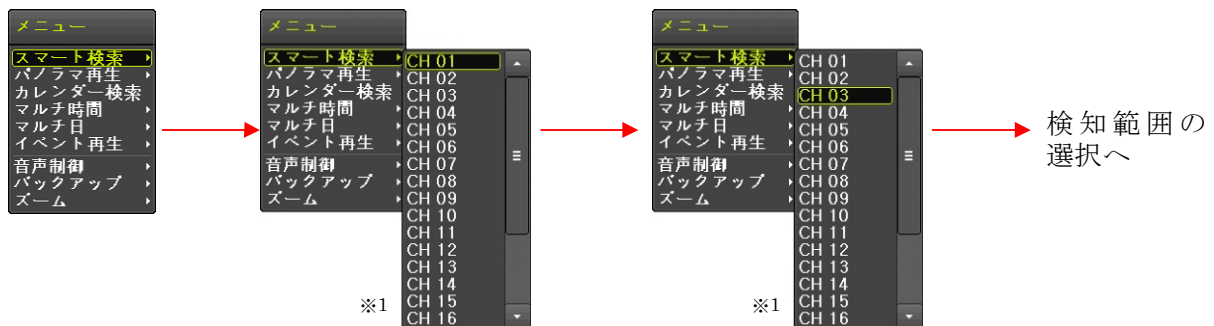 メニュー
スマート検索
パノラマ再生
カレンダー検索
マルチ時間
マルチ日
イベント再生
音声制御
バックアップ
ズーム
メニュー
スマート検索
パノラマ再生
カレンダー検索
マルチ時間
マルチ日
イベント再生
音声制御
バックアップ
ズーム
CH 01
CH 02
CH 03
CH 04
CH 05
CH 06
CH 07
CH 08
CH 09
CH 10
CH 11
CH 12
CH 13
CH 14
CH 15
CH 16
※1
メニュー
スマート検索
パノラマ再生
カレンダー検索
マルチ時間
マルチ日
イベント再生
音声制御
バックアップ
ズーム
CH 01
CH 02
CH 03
CH 04
CH 05
CH 06
CH 07
CH 08
CH 09
CH 10
CH 11
CH 12
CH 13
CH 14
CH 15
CH 16
※1
検知範囲の
選択へ